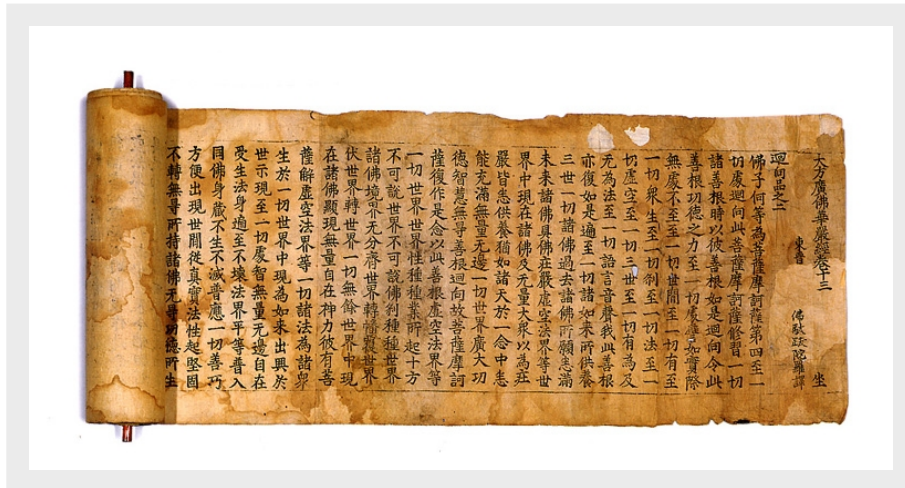 大方廣佛華嚴經卷十三 坐
東晉 佛馱跋陀羅譯
迴向品之二
佛子何等為菩薩摩訶薩第四至一
切處迴向此菩薩摩訶薩修習一切
諸善根時以彼善根如是迴向令此
善根功德之力至一切處譬如實際
無處不至至一切世間至一切有至
一切衆生至一切刹至一切法至一
切虛空至一切三世至一切有為及
无為法至一切語言音聲我此善根
亦復如是遍至一切諸如來所供養
三世一切諸佛過去諸佛所願悉滿
未來諸佛具佛莊嚴虛空法界等世
界中現在諸佛及无量大衆以為莊
嚴皆悉供養猶如諸天於一念中悉
能充滿無量无邊一切世界廣大功
德智慧無㝵善根迴向故菩薩摩訶
薩復作是念以此善根虛空法界等
一切世界世界性種種業所起十方
不可說世界不可說佛刹種種世界
諸佛境界无分齊世界轉世界
伏世界轉世界一切無餘世界中現
在諸佛顯現無量自在神力彼有菩
薩解虛空法界等一切諸法為諸衆
生於一切世界中現為如來出興於
世示現至一切處智無量无邊自在
受生法身遍至不壞法界平等普入
同佛身藏不生不滅普應一切善巧
方便出現世間從真實法性起堅固
不轉無㝵所持諸佛无㝵功德所生